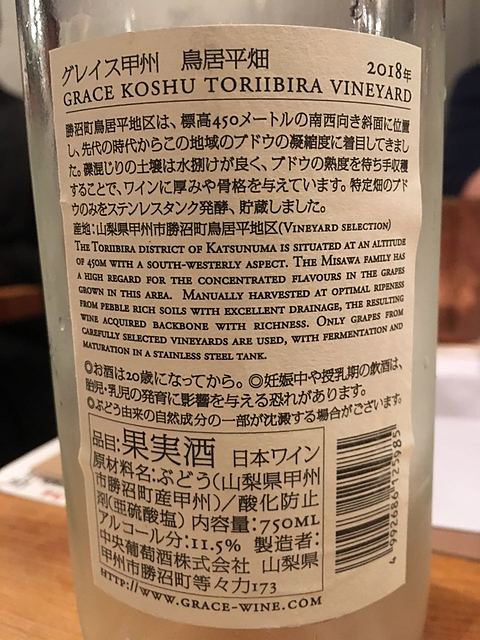 グレイス甲州　鳥居平畑 2018年
GRACE KOSHU TORIIBIRA VINEYARD
勝沼町鳥居平地区は、標高450メートルの南西向き斜面に位置
し、先代の時代からこの地域のブドウの凝縮度に着目してきまし
た。礫混じりの土壌は水捌けが良く、ブドウの熟度を待ち手収穫
することで、ワインに厚みや骨格を与えています。特定畑のブド
ウのみをステンレスタンク発酵、貯蔵しました。
産地：山梨県甲州市勝沼町鳥居平地区(VINEYARD SELECTION)
THE TORIIBIRA DISTRICT OF KATSUNUMA IS SITUATED AT AN ALTITUDE
OF 450M WITH A SOUTH-WESTERLY ASPECT. THE MISAWA FAMILY HAS
A HIGH REGARD FOR THE CONCENTRATED FLAVOURS IN THE GRAPES
GROWN IN THIS AREA. MANUALLY HARVESTED AT OPTIMAL RIPENESS
FROM PEBBLE RICH SOILS WITH EXCELLENT DRAINAGE, THE RESULTING
WINE ACQUIRED BACKBONE WITH RICHNESS. ONLY GRAPES FROM
CAREFULLY SELECTED VINEYARDS ARE USED, WITH FERMENTATION AND
MATURATION IN A STAINLESS STEEL TANK.
◎お酒は20歳になってから。◎妊娠中や授乳期の飲酒は、
胎児・乳児の発育に影響を与える恐れがあります。
◎ぶどう由来の自然成分の一部が沈澱する場合がございます。
品目：果実酒 日本ワイン
原材料名：ぶどう(山梨県甲州
市勝沼町産甲州)／酸化防止
剤(亜硫酸塩) 内容量：750ML
アルコール分：11.5% 製造者：
中央葡萄酒株式会社 山梨県
甲州市勝沼町等々力173
HTTP://WWW.GRACE-WINE.COM
4 992886 125985